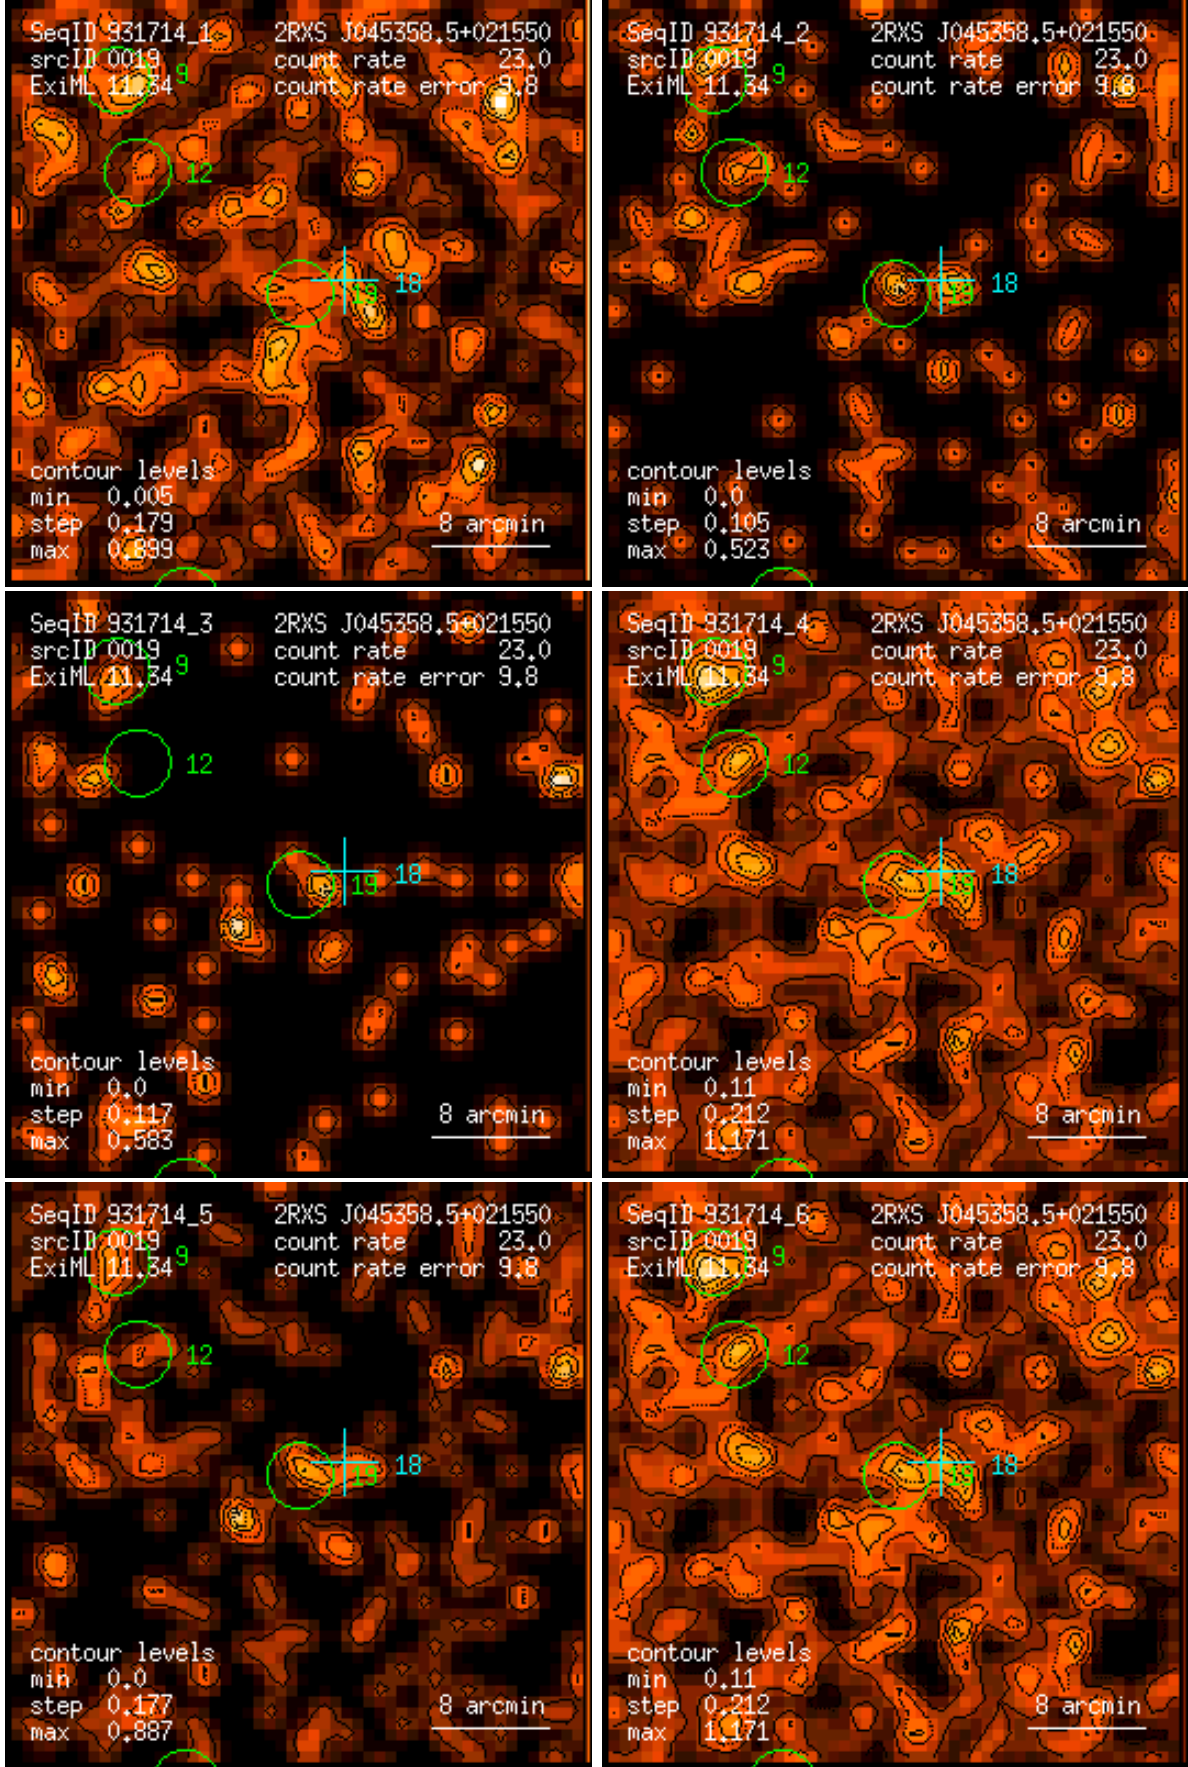 SeqID 931714_1 2RXS J045358.5+021550
srcID 0019 count rate 23.0
ExiML 11.34 count rate error 9.8
9
12
19 18
contour levels
min 0.005
step 0.179
max 0.899
8 arcmin
SeqID 931714_2 2RXS J045358.5+021550
srcID 0019 count rate 23.0
ExiML 11.34 count rate error 9.8
9
12
19 18
contour levels
min 0.0
step 0.105
max 0.523
8 arcmin
SeqID 931714_3 2RXS J045358.5+021550
srcID 0019 count rate 23.0
ExiML 11.34 count rate error 9.8
9
12
19 18
contour levels
min 0.0
step 0.117
max 0.583
8 arcmin
SeqID 931714_4 2RXS J045358.5+021550
srcID 0019 count rate 23.0
ExiML 11.34 count rate error 9.8
9
12
19 18
contour levels
min 0.11
step 0.212
max 1.171
8 arcmin
SeqID 931714_5 2RXS J045358.5+021550
srcID 0019 count rate 23.0
ExiML 11.34 count rate error 9.8
9
12
19 18
contour levels
min 0.0
step 0.177
max 0.887
8 arcmin
SeqID 931714_6 2RXS J045358.5+021550
srcID 0019 count rate 23.0
ExiML 11.34 count rate error 9.8
9
12
19 18
contour levels
min 0.11
step 0.212
max 1.171
8 arcmin